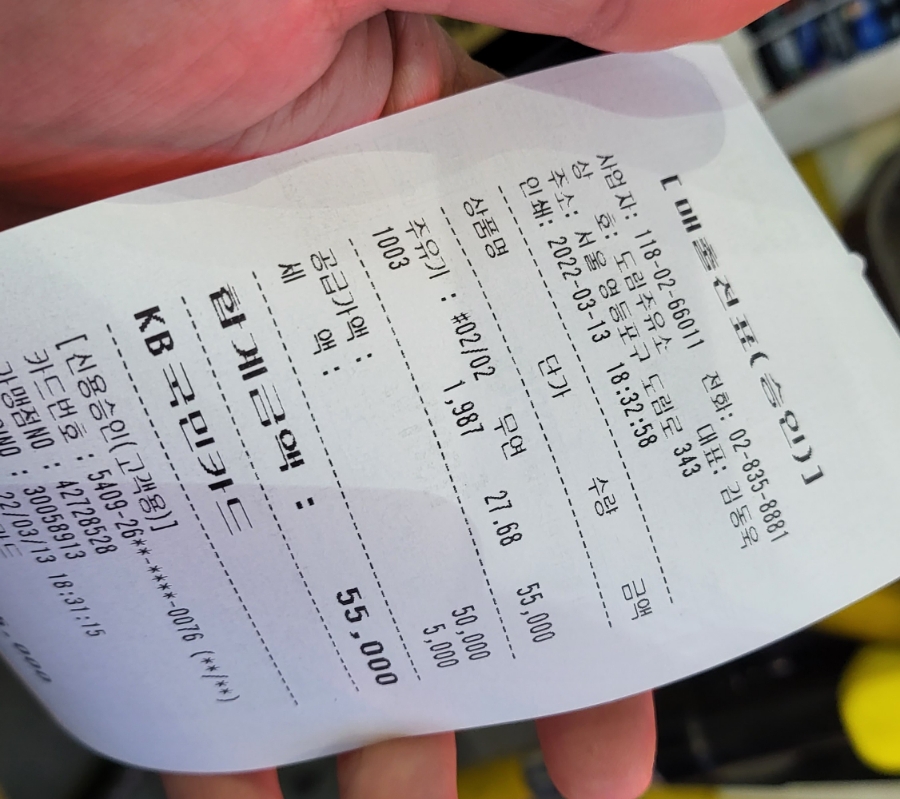 [ 매출전표(승인) ]
사업자: 118-02-6601 전화: 02-835-8881
상 호: 도림주유소 대표: 김동욱
주소: 서울 영등포구 도림로 343
인쇄: 2022-03-13 18:32:58
상품명 단가 수량 금액
주유기 : #02/02 무연
1003 1,987 27.68 55,000
공급가액 : 50,000
세 액 : 5,000
합계금액 : 55,000
KB국민카드
[신용승인(고객용)]
카드번호 : 5409-26**-****-0076 (**/**)
가맹점NO : 42728528
NO : 30058913
22/03/13 18:31:15